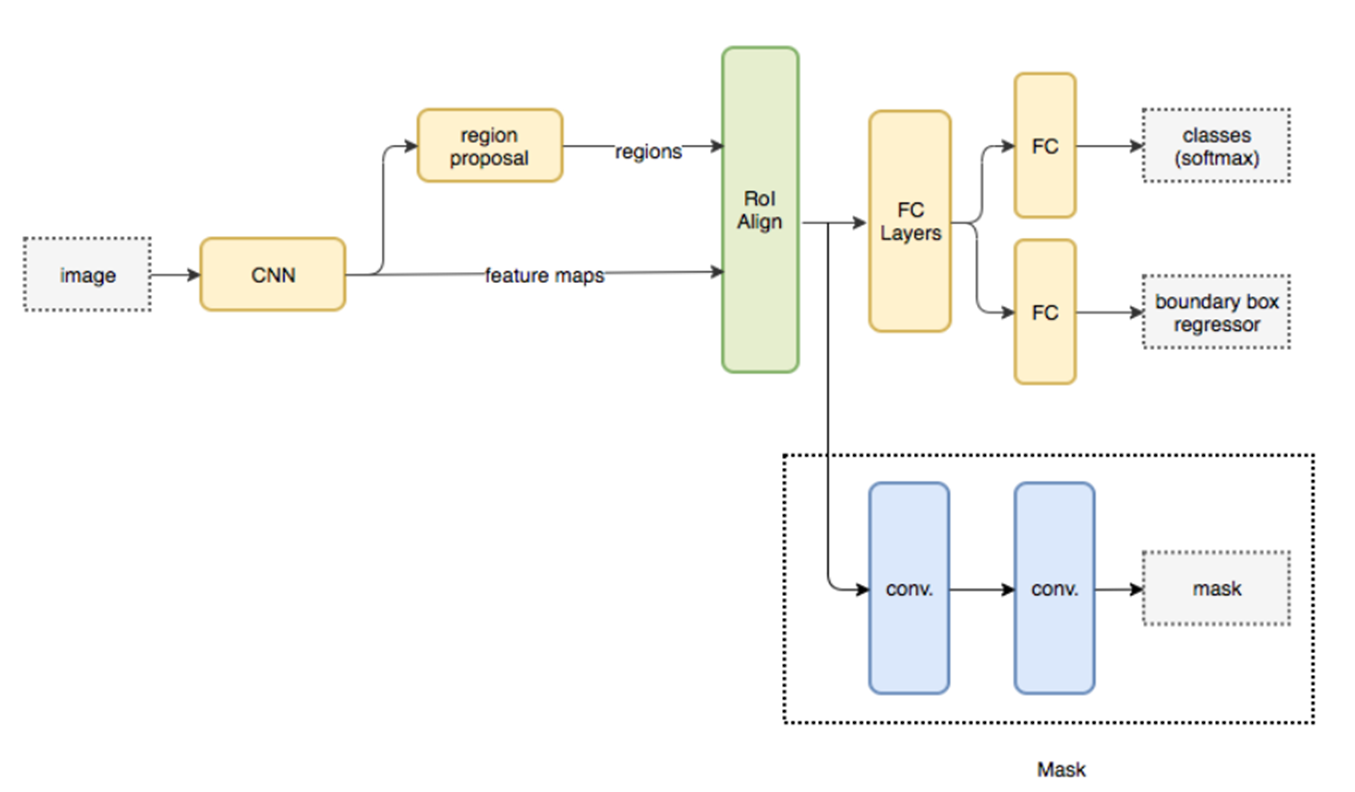 image
CNN
region
proposal
regions
feature maps
RoI
Align
FC
Layers
FC
classes
(softmax)
FC
boundary box
regressor
conv.
conv.
mask
Mask